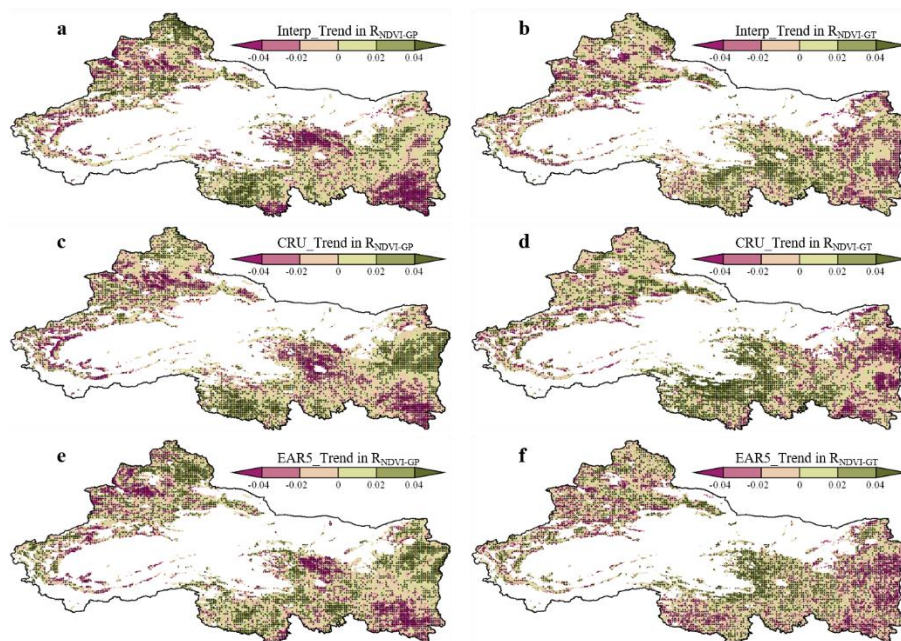 a
Interp_Trend in RNDVI-GP
-0.04 -0.02 0 0.02 0.04
b
Interp_Trend in RNDVI-GT
-0.04 -0.02 0 0.02 0.04
c
CRU_Trend in RNDVI-GP
-0.04 -0.02 0 0.02 0.04
d
CRU_Trend in RNDVI-GT
-0.04 -0.02 0 0.02 0.04
e
EAR5_Trend in RNDVI-GP
-0.04 -0.02 0 0.02 0.04
f
EAR5_Trend in RNDVI-GT
-0.04 -0.02 0 0.02 0.04